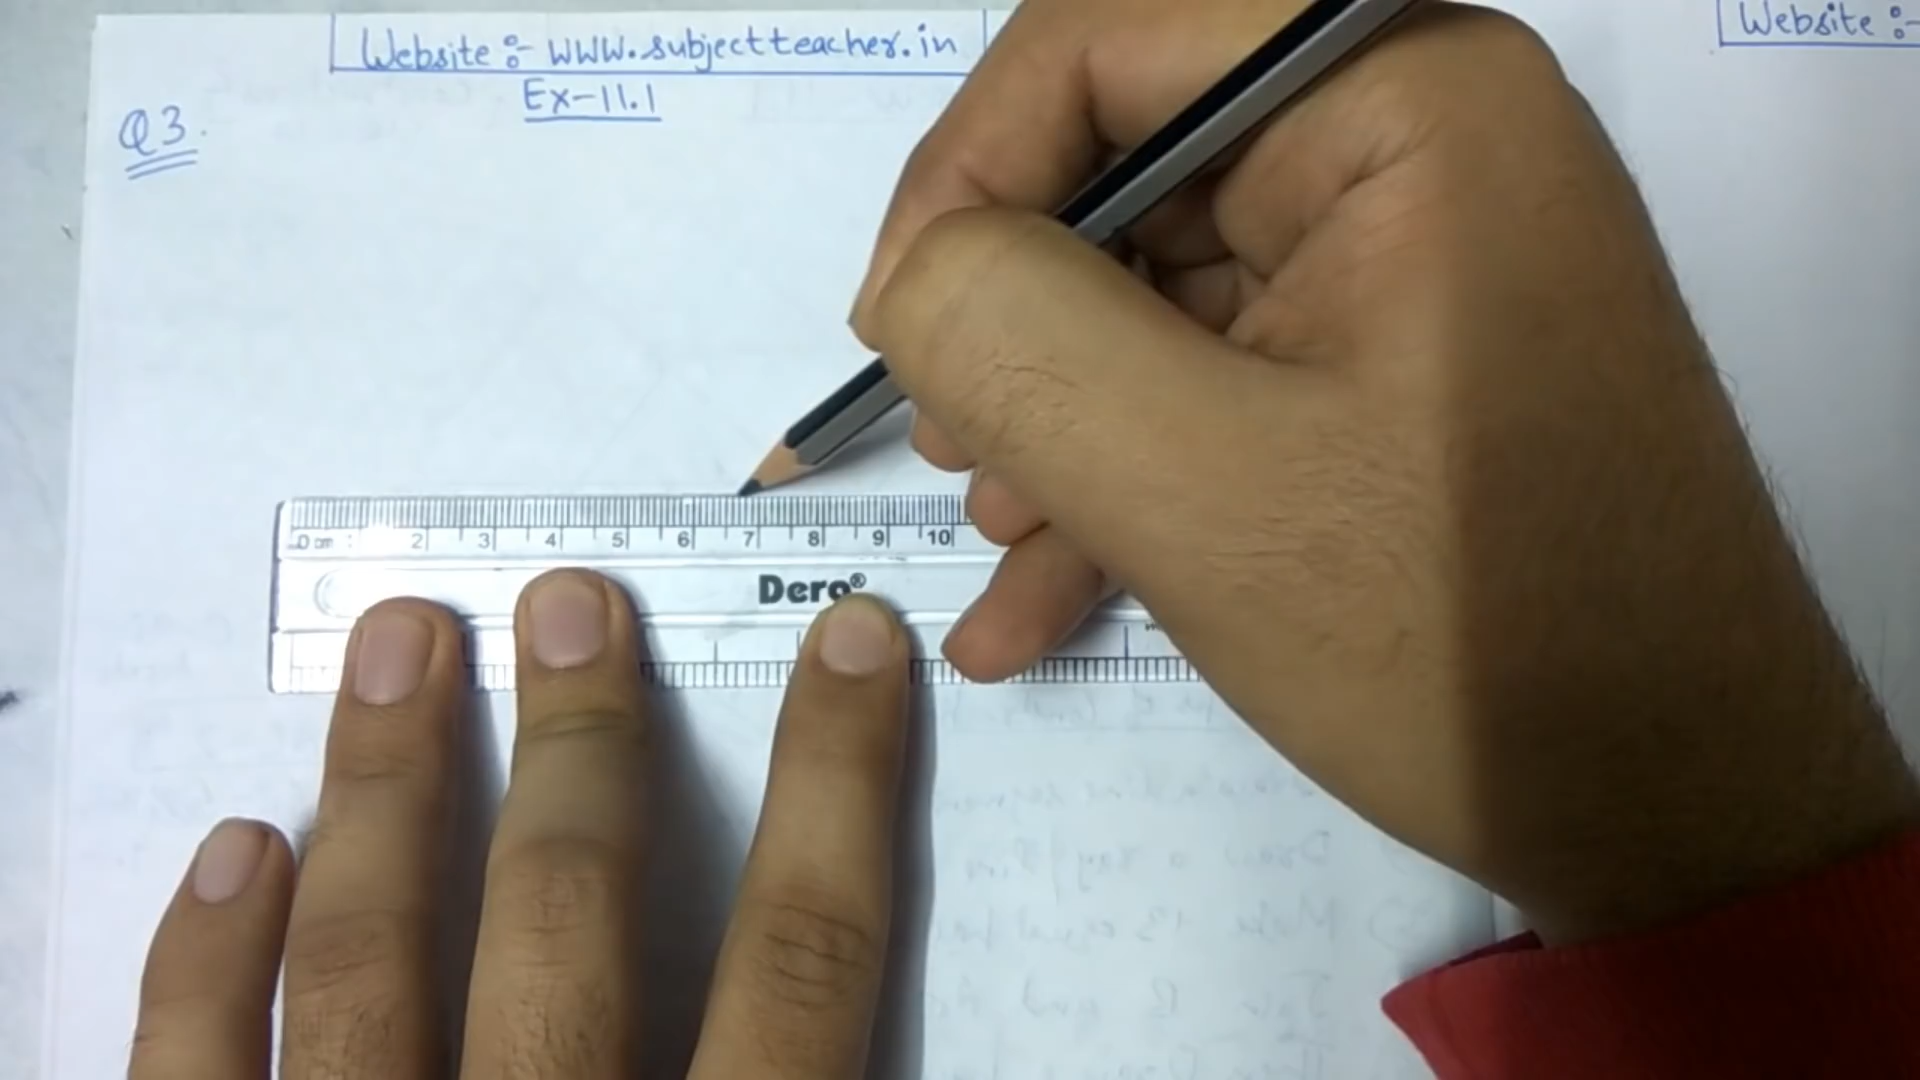 Website :- www.subjectteacher.in
Website :-
Ex-11.1
Q3.
0 cm 2 3 4 5 6 7 8 9 10
Dero®